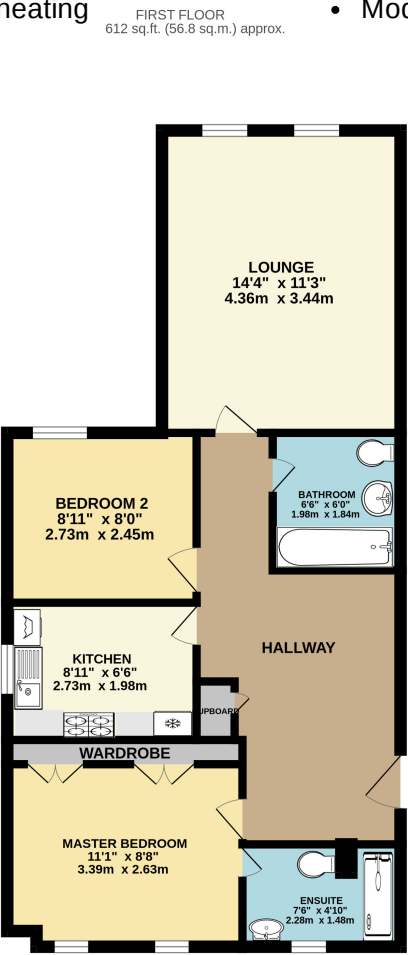 heating
FIRST FLOOR
612 sq.ft. (56.8 sq.m.) approx.
• Mod
LOUNGE
14'4" x 11'3"
4.36m x 3.44m
BEDROOM 2
8'11" x 8'0"
2.73m x 2.45m
BATHROOM
6'6" x 6'0"
1.98m x 1.84m
KITCHEN
8'11" x 6'6"
2.73m x 1.98m
HALLWAY
UPBOARD
WARDROBE
MASTER BEDROOM
11'1" x 8'8"
3.39m x 2.63m
ENSUITE
7'6" x 4'10"
2.28m x 1.48m